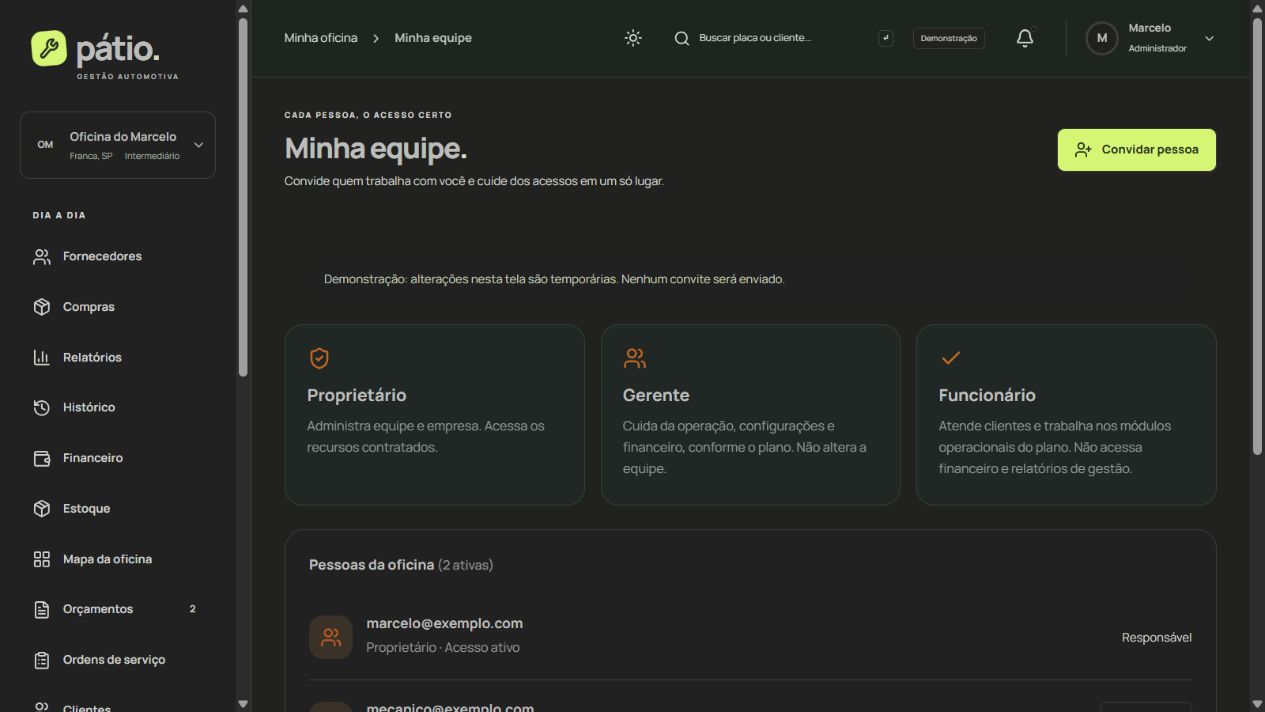 pátio.
GESTÃO AUTOMOTIVA
OM
Oficina do Marcelo
Franca, SP Intermediário
DIA A DIA
Fornecedores
Compras
Relatórios
Histórico
Financeiro
Estoque
Mapa da oficina
Orçamentos 2
Ordens de serviço
Clientes
Minha oficina > Minha equipe
Buscar placa ou cliente...
Demonstração
M
Marcelo
Administrador
CADA PESSOA, O ACESSO CERTO
Minha equipe.
Convide quem trabalha com você e cuide dos acessos em um só lugar.
Convidar pessoa
Demonstração: alterações nesta tela são temporárias. Nenhum convite será enviado.
Proprietário
Administra equipe e empresa. Acessa os
recursos contratados.
Gerente
Cuida da operação, configurações e
financeiro, conforme o plano. Não altera a
equipe.
Funcionário
Atende clientes e trabalha nos módulos
operacionais do plano. Não acessa
financeiro e relatórios de gestão.
Pessoas da oficina (2 ativas)
marcelo@exemplo.com
Proprietário · Acesso ativo
Responsável
mecanico@exemplo.com